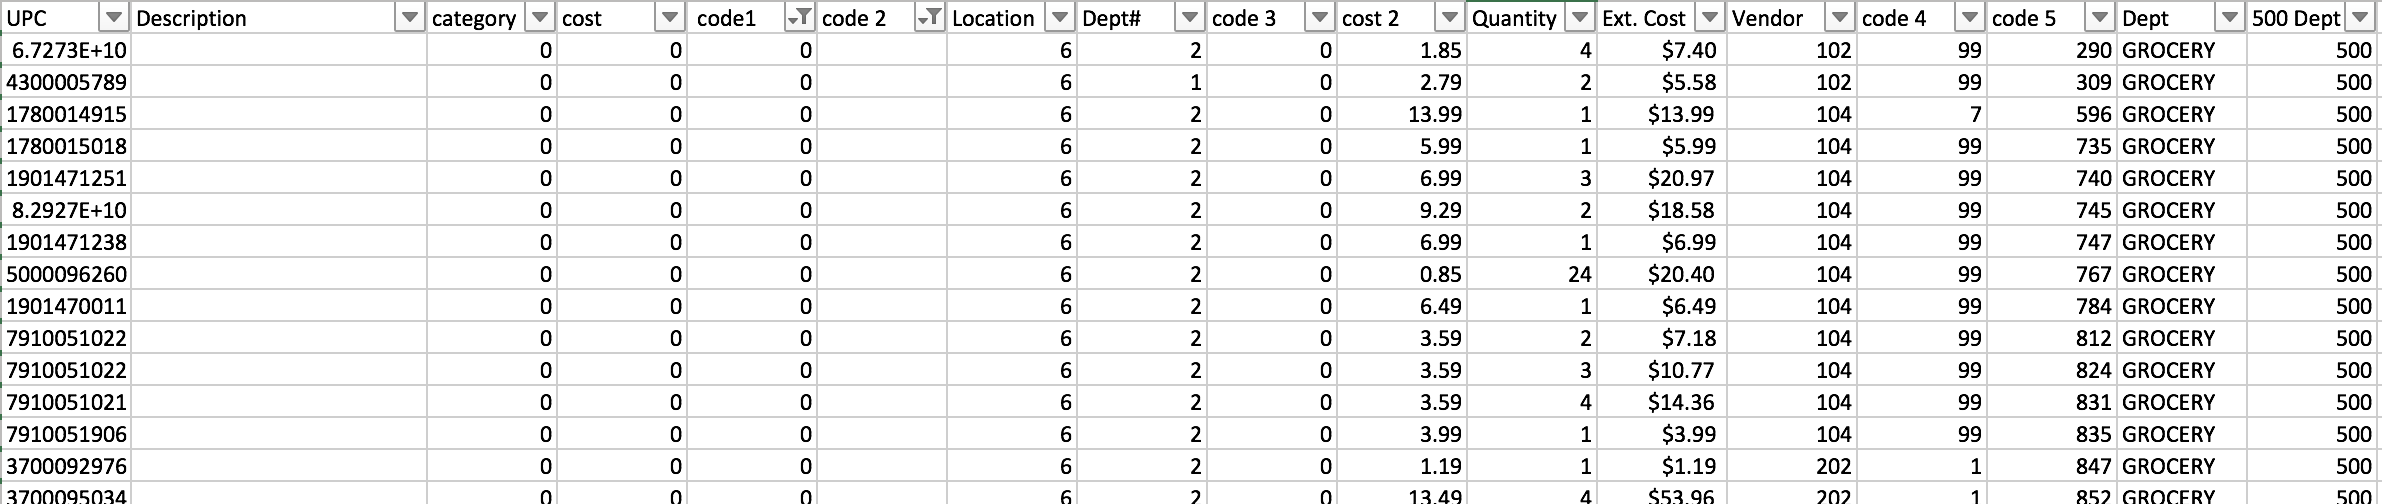 UPC Description category cost code1 code 2 Location Dept# code 3 cost 2 Quantity Ext. Cost Vendor code 4 code 5 Dept 500 Dept
6.7273E+10 0 0 0 6 2 0 1.85 4 $7.40 102 99 290 GROCERY 500
4300005789 0 0 0 6 1 0 2.79 2 $5.58 102 99 309 GROCERY 500
1780014915 0 0 0 6 2 0 13.99 1 $13.99 104 7 596 GROCERY 500
1780015018 0 0 0 6 2 0 5.99 1 $5.99 104 99 735 GROCERY 500
1901471251 0 0 0 6 2 0 6.99 3 $20.97 104 99 740 GROCERY 500
8.2927E+10 0 0 0 6 2 0 9.29 2 $18.58 104 99 745 GROCERY 500
1901471238 0 0 0 6 2 0 6.99 1 $6.99 104 99 747 GROCERY 500
5000096260 0 0 0 6 2 0 0.85 24 $20.40 104 99 767 GROCERY 500
1901470011 0 0 0 6 2 0 6.49 1 $6.49 104 99 784 GROCERY 500
7910051022 0 0 0 6 2 0 3.59 2 $7.18 104 99 812 GROCERY 500
7910051022 0 0 0 6 2 0 3.59 3 $10.77 104 99 824 GROCERY 500
7910051021 0 0 0 6 2 0 3.59 4 $14.36 104 99 831 GROCERY 500
7910051906 0 0 0 6 2 0 3.99 1 $3.99 104 99 835 GROCERY 500
3700092976 0 0 0 6 2 0 1.19 1 $1.19 202 1 847 GROCERY 500
3700095034 0 0 0 6 2 0 13.49 4 $53.96 202 1 852 GROCERY 500